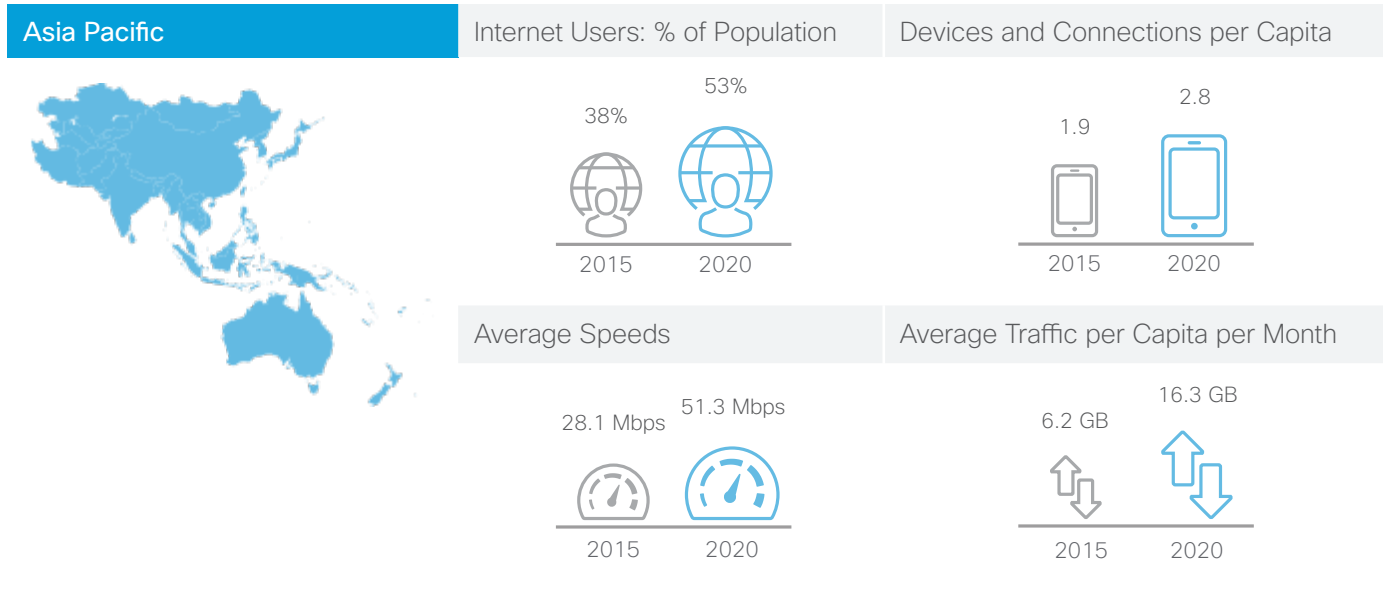 Asia Pacific
Internet Users: % of Population
Devices and Connections per Capita
38%
53%
2015
2020
1.9
2.8
2015
2020
Average Speeds
Average Traffic per Capita per Month
28.1 Mbps
51.3 Mbps
2015
2020
6.2 GB
16.3 GB
2015
2020